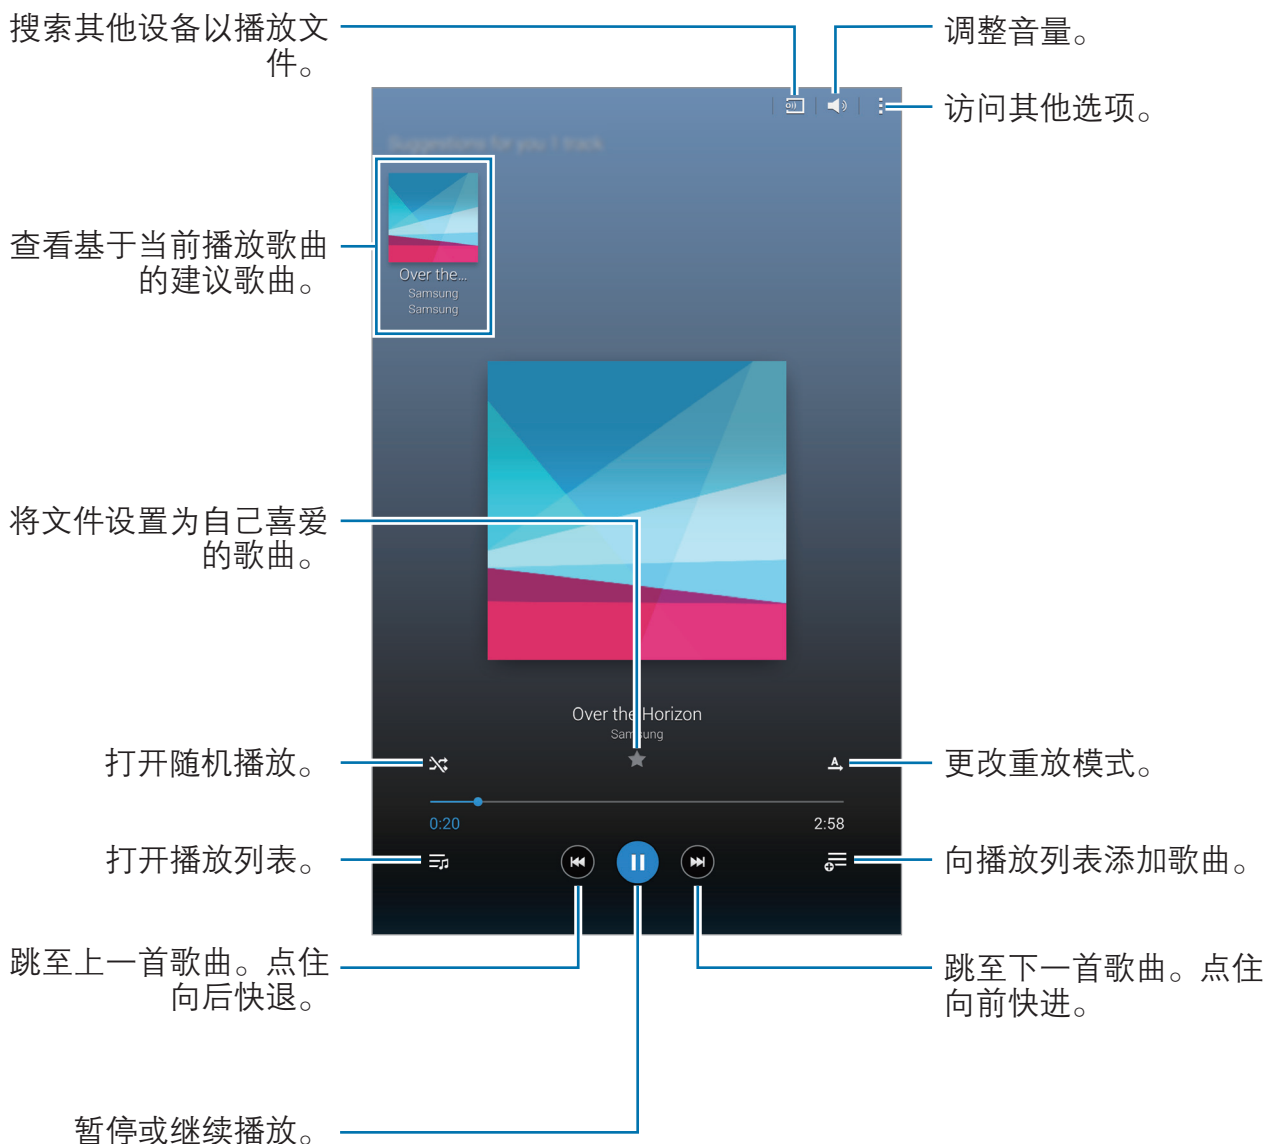 搜索其他设备以播放文
件。
调整音量。
访问其他选项。
Suggestions for you 1 track
查看基于当前播放歌曲
的建议歌曲。
Over the...
Samsung
Samsung
将文件设置为自己喜爱
的歌曲。
Over the Horizon
Samsung
打开随机播放。
A
更改重放模式。
0:20
2:58
打开播放列表。
向播放列表添加歌曲。
跳至上一首歌曲。点住
向后快退。
跳至下一首歌曲。点住
向前快进。
暂停或继续播放。